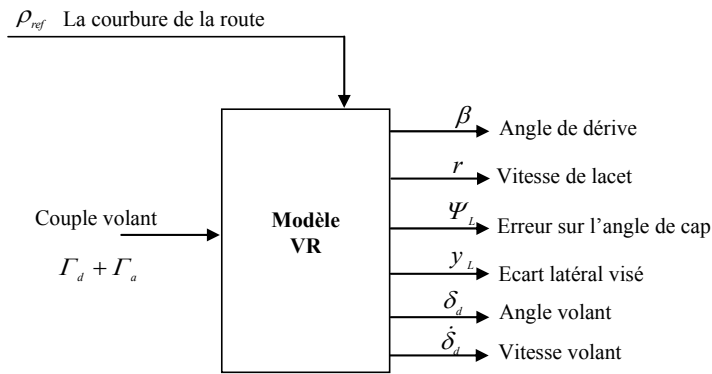 ρ_ref La courbure de la route
β Angle de dérive
r Vitesse de lacet
Ψ_L Erreur sur l’angle de cap
y_L Ecart latéral visé
δ_d Angle volant
δ̇_d Vitesse volant
Couple volant
Γ_d + Γ_a
Modèle
VR